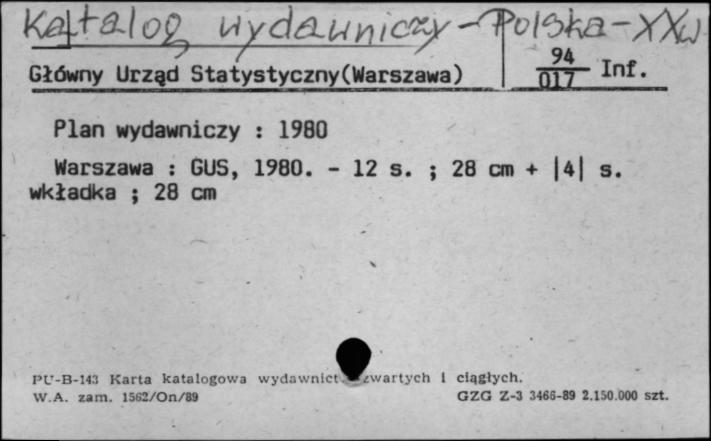 Katalog wydawniczy - Polska - XXw
Główny Urząd Statystyczny(Warszawa)
94
017 Inf.
Plan wydawniczy : 1980
Warszawa : GUS, 1980. - 12 s. ; 28 cm + |4| s.
wkładka ; 28 cm
PU-B-143 Karta katalogowa wydawnict zwartych i ciągłych.
W.A. zam. 1562/On/89
GZG Z-3 3466-89 2.150.000 szt.